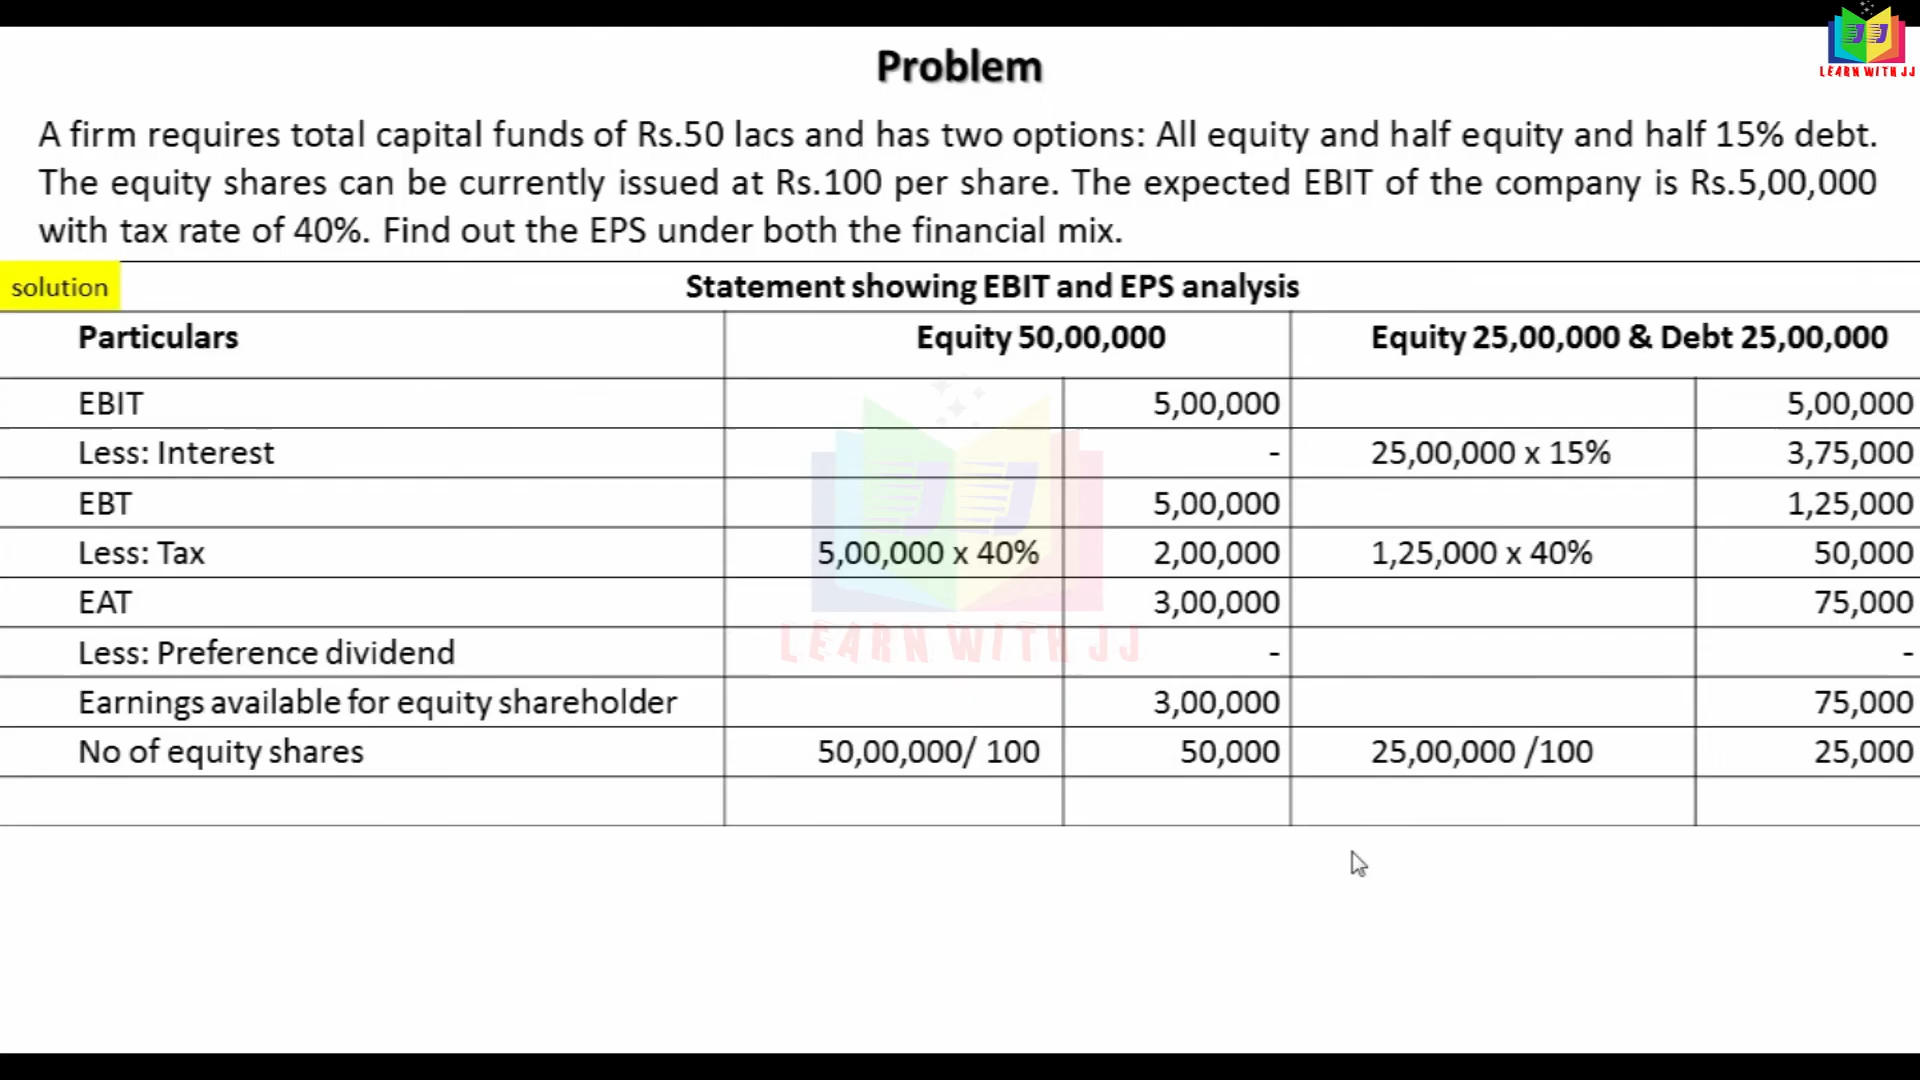 Problem
LEARN WITH JJ
A firm requires total capital funds of Rs.50 lacs and has two options: All equity and half equity and half 15% debt.
The equity shares can be currently issued at Rs.100 per share. The expected EBIT of the company is Rs.5,00,000
with tax rate of 40%. Find out the EPS under both the financial mix.
solution
Statement showing EBIT and EPS analysis
Particulars Equity 50,00,000 Equity 25,00,000 & Debt 25,00,000
EBIT 5,00,000 5,00,000
Less: Interest - 25,00,000 x 15% 3,75,000
EBT 5,00,000 1,25,000
Less: Tax 5,00,000 x 40% 2,00,000 1,25,000 x 40% 50,000
EAT 3,00,000 75,000
LEARN WITH JJ
Less: Preference dividend - -
Earnings available for equity shareholder 3,00,000 75,000
No of equity shares 50,00,000/ 100 50,000 25,00,000 /100 25,000